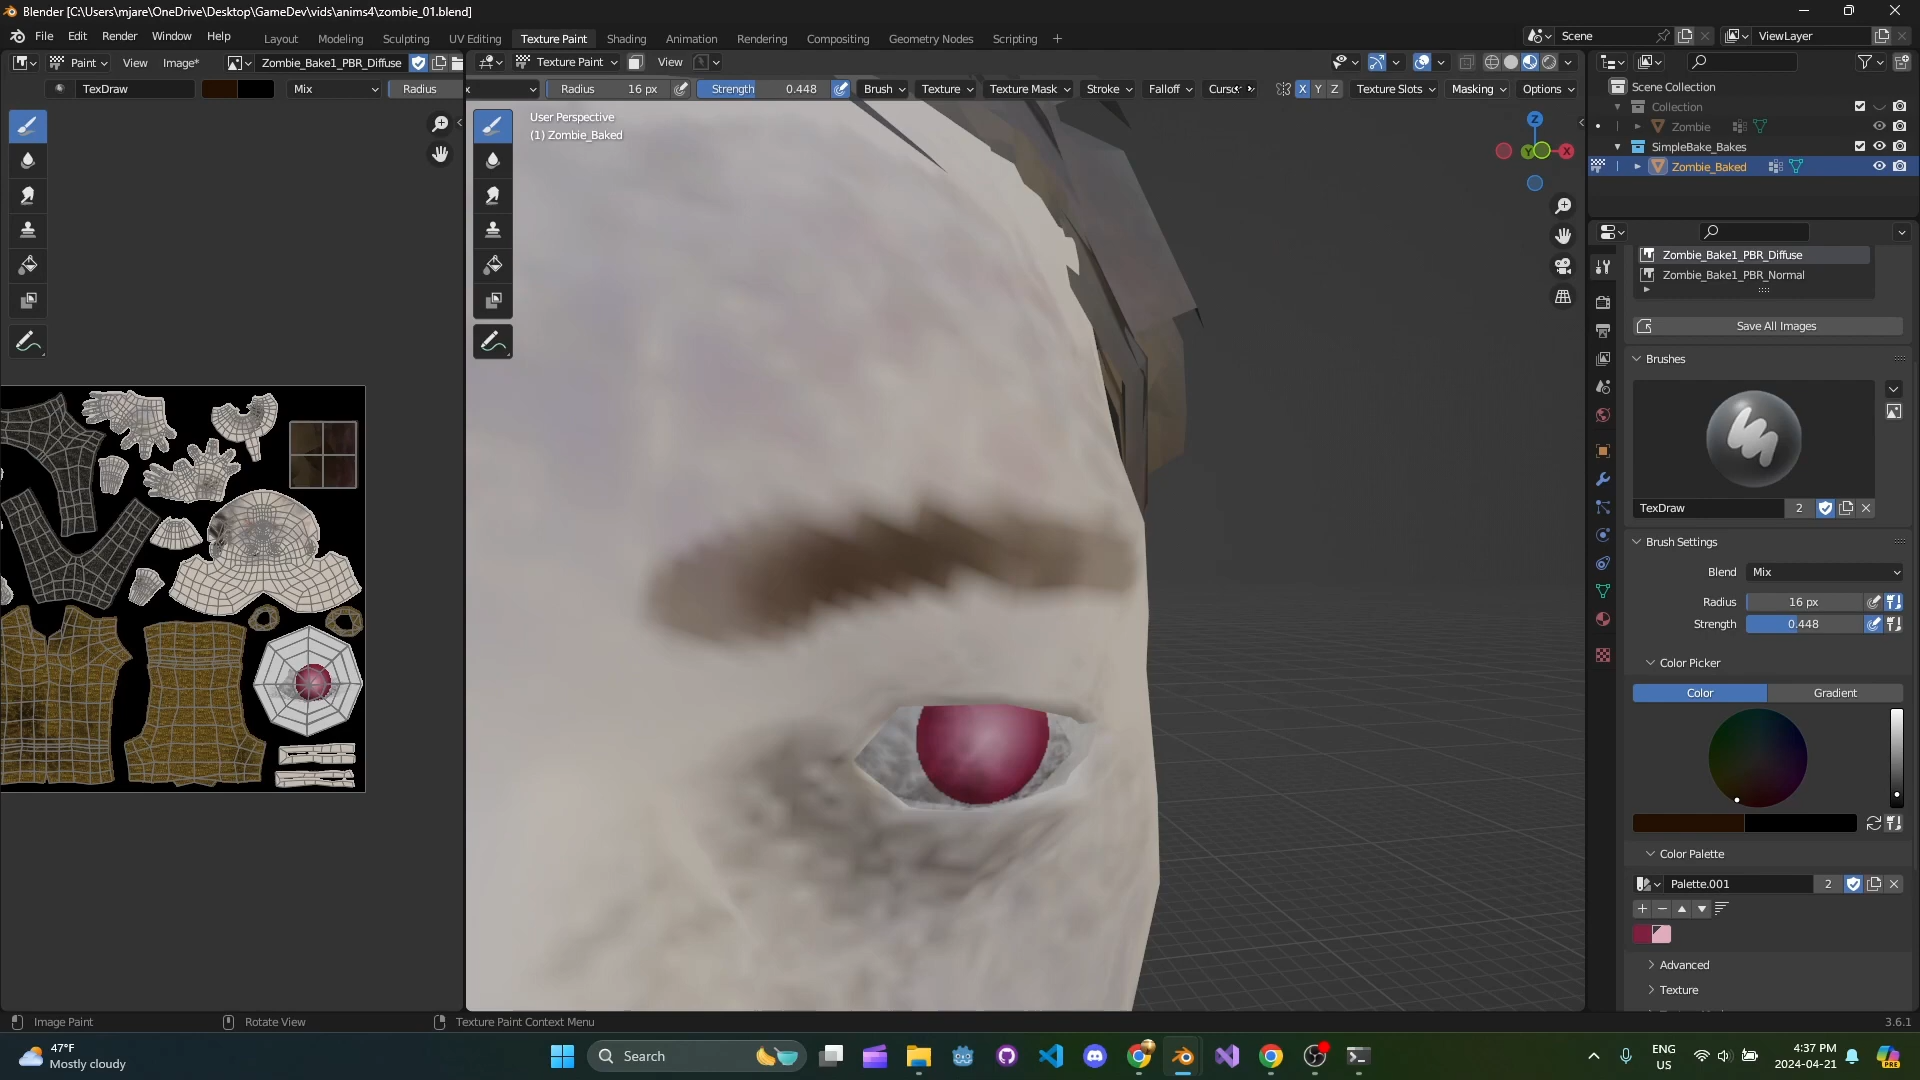 Blender [C:\Users\mjare\OneDrive\Desktop\GameDev\vids\anims4\zombie_01.blend]
File Edit Render Window Help Layout Modeling Sculpting UV Editing Texture Paint Shading Animation Rendering Compositing Geometry Nodes Scripting + Scene ViewLayer
Paint View Image* Zombie_Bake1_PBR_Diffuse Texture Paint View
TexDraw Mix Radius Radius 16 px Strength 0.448 Brush Texture Texture Mask Stroke Falloff X Y Z Texture Slots Masking Options
User Perspective
(1) Zombie_Baked
Z
Y
X
Scene Collection
Collection
Zombie
SimpleBake_Bakes
Zombie_Baked
Zombie_Bake1_PBR_Diffuse
Zombie_Bake1_PBR_Normal
Save All Images
Brushes
TexDraw 2
Brush Settings
Blend Mix
Radius 16 px
Strength 0.448
Color Picker
Color Gradient
Color Palette
Palette.001 2
Advanced
Texture
Image Paint Rotate View Texture Paint Context Menu 3.6.1
47°F
Mostly cloudy
Search
ENG
US
4:37 PM
2024-04-21
PRE